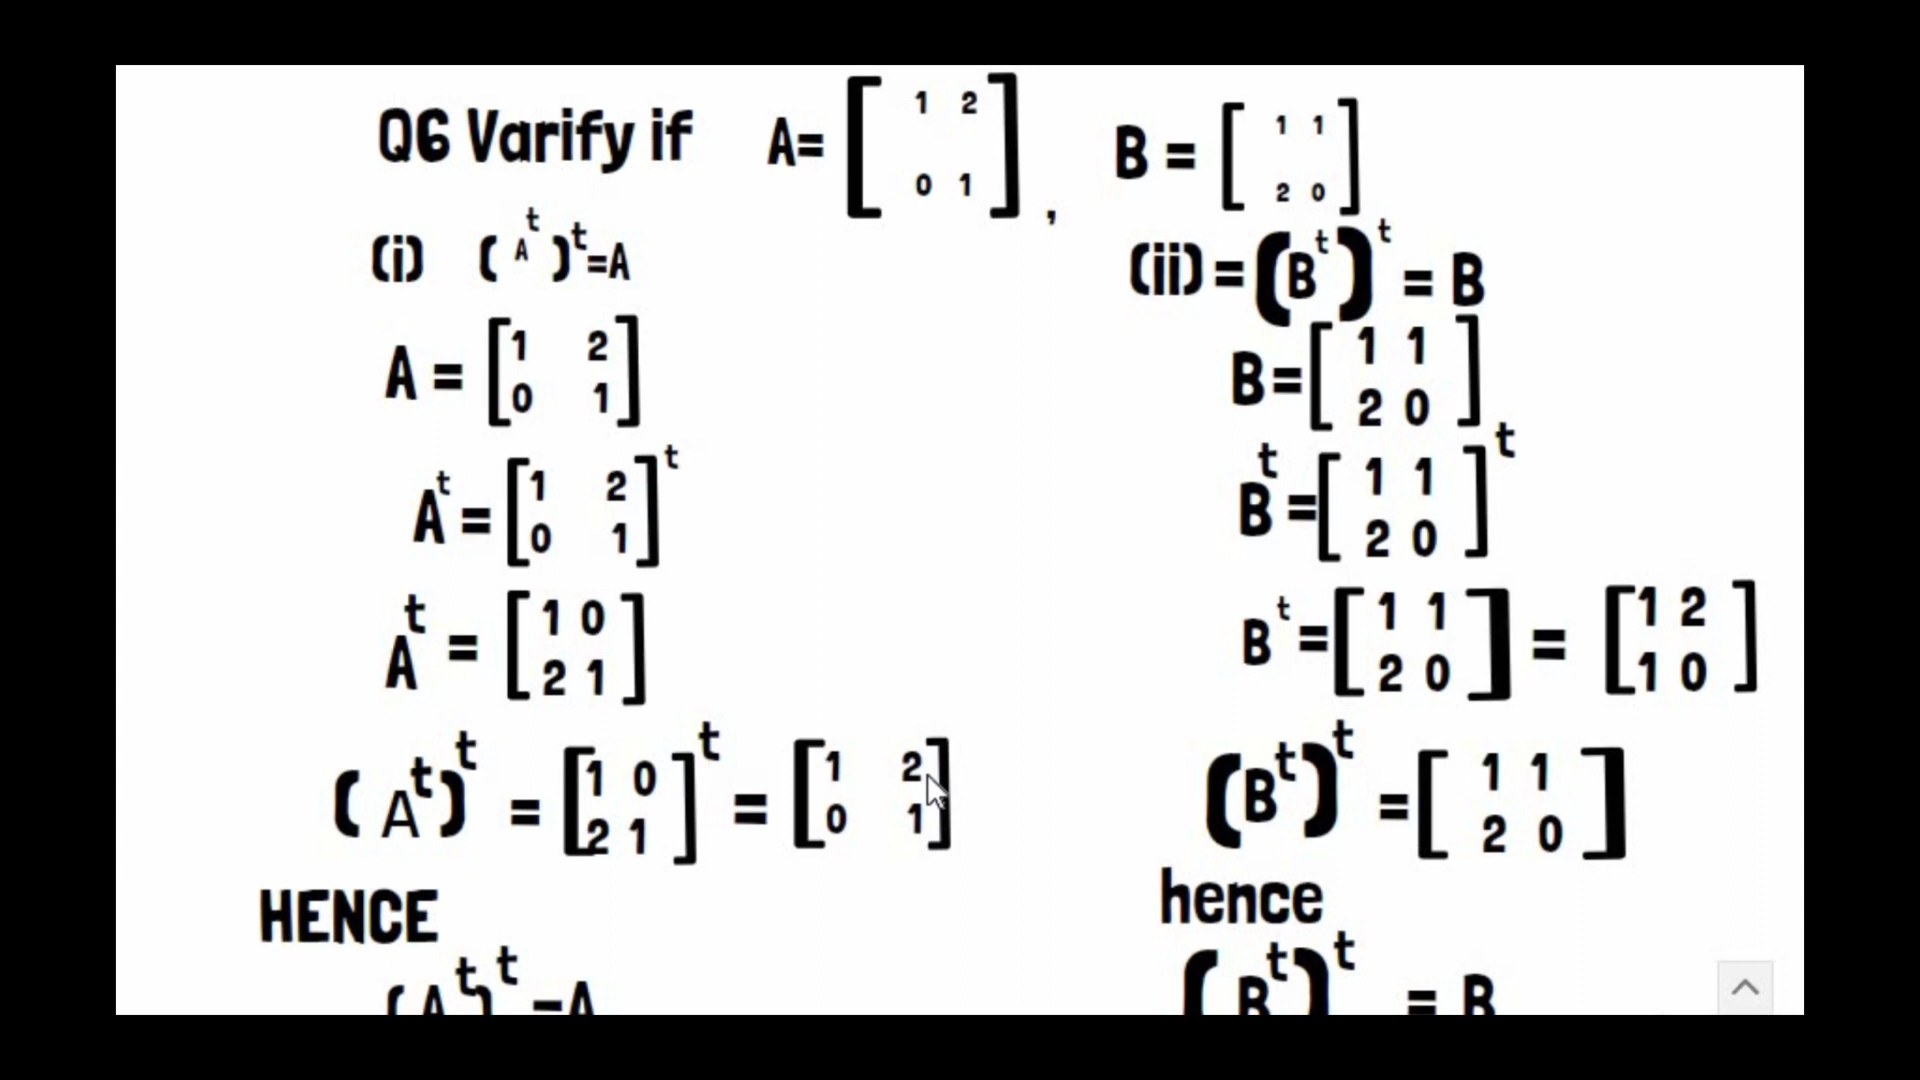 Q6 Varify if A= [ 1 2 0 1 ] , B = [ 1 1 2 0 ]
(i) ( A t ) t =A
A = [ 1 2 0 1 ]
A t = [ 1 2 0 1 ] t
A t = [ 1 0 2 1 ]
( A t ) t = [ 1 0 2 1 ] t = [ 1 2 0 1 ]
HENCE
( A t ) t =A
(ii) = ( B t ) t = B
B = [ 1 1 2 0 ]
B t = [ 1 1 2 0 ] t
B t = [ 1 1 2 0 ] = [ 1 2 1 0 ]
( B t ) t = [ 1 1 2 0 ]
hence
( B t ) t = B